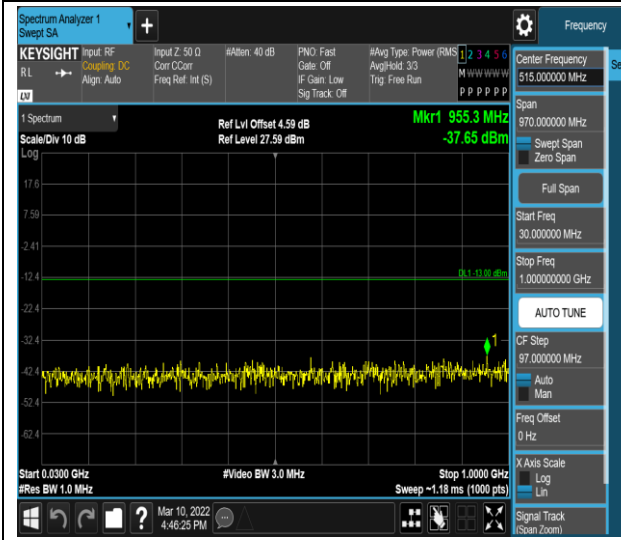 Spectrum Analyzer 1
Swept SA
Frequency
KEYSIGHT
RL
LXI
Input: RF
Coupling: DC
Align: Auto
Input Z: 50 Ω
Corr CCorr
Freq Ref: Int (S)
#Atten: 40 dB
PNO: Fast
Gate: Off
IF Gain: Low
Sig Track: Off
#Avg Type: Power (RMS
Avg|Hold: 3/3
Trig: Free Run
1 2 3 4 5 6
M W W W W W
P P P P P P
1 Spectrum
Scale/Div 10 dB
Log
Ref Lvl Offset 4.59 dB
Ref Level 27.59 dBm
Mkr1 955.3 MHz
-37.65 dBm
17.6
7.59
-2.41
-12.4
DL1 -13.00 dBm
-22.4
-32.4
1
-42.4
-52.4
-62.4
Start 0.0300 GHz
#Res BW 1.0 MHz
#Video BW 3.0 MHz
Stop 1.0000 GHz
Sweep ~1.18 ms (1000 pts)
?
Mar 10, 2022
4:46:25 PM
Center Frequency
515.000000 MHz
Se
Span
970.000000 MHz
Swept Span
Zero Span
Full Span
Start Freq
30.000000 MHz
Stop Freq
1.000000000 GHz
AUTO TUNE
CF Step
97.000000 MHz
Auto
Man
Freq Offset
0 Hz
X Axis Scale
Log
Lin
Signal Track
(Span Zoom)